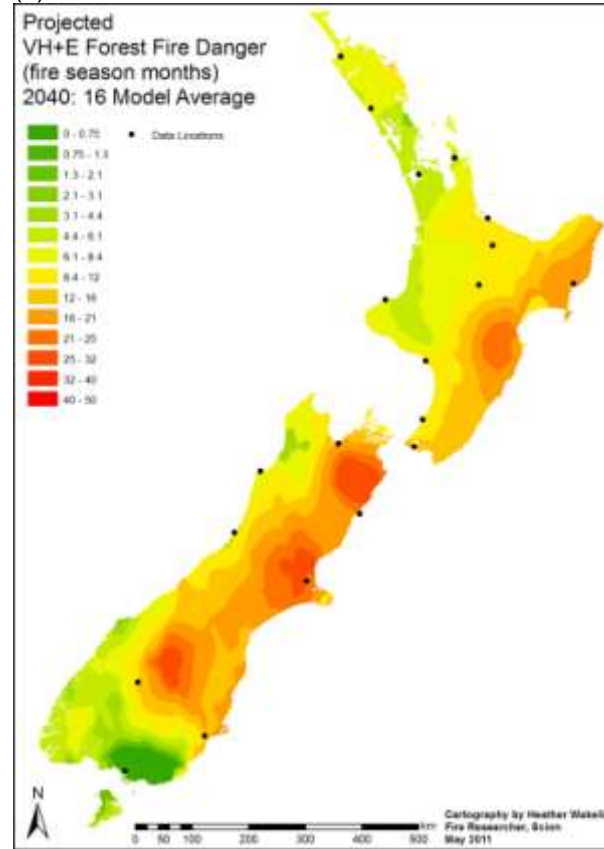 Projected
VH+E Forest Fire Danger
(fire season months)
2040: 16 Model Average
0 - 0.75
Data Locations
0.75 - 1.3
1.3 - 2.1
2.1 - 3.1
3.1 - 4.4
4.4 - 6.1
6.1 - 8.4
8.4 - 12
12 - 16
16 - 21
21 - 25
25 - 32
32 - 40
40 - 50
N
0 50 100 200 300 400 500
Cartography by Heather
Fire Researcher, Scion
May 2011